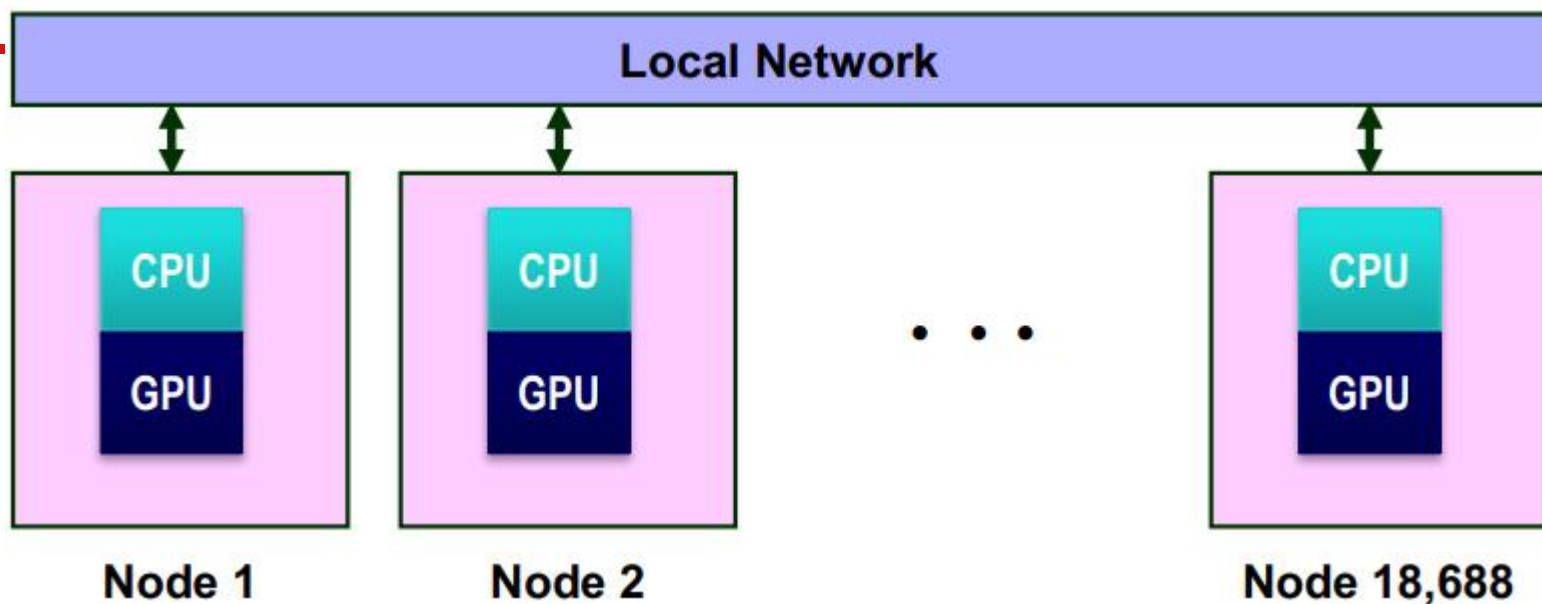 Local Network
CPU CPU CPU
GPU GPU . . . GPU
Node 1 Node 2 Node 18,688